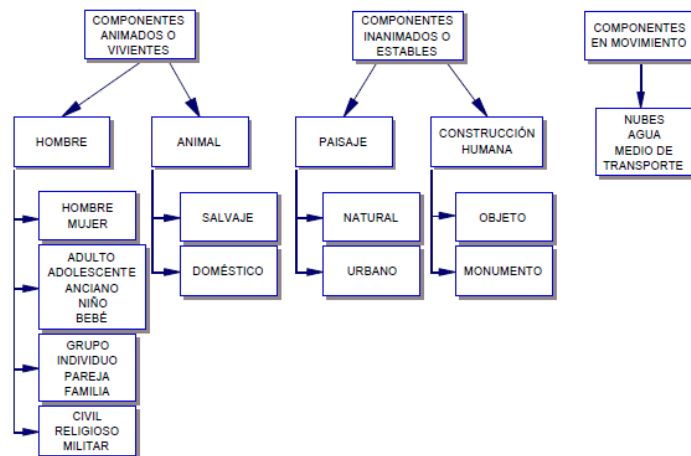 COMPONENTES
ANIMADOS O
VIVIENTES
COMPONENTES
INANIMADOS O
ESTABLES
COMPONENTES
EN MOVIMIENTO
HOMBRE
ANIMAL
PAISAJE
CONSTRUCCIÓN
HUMANA
NUBES
AGUA
MEDIO DE
TRANSPORTE
HOMBRE
MUJER
SALVAJE
NATURAL
OBJETO
ADULTO
ADOLESCENTE
ANCIANO
NIÑO
BEBÉ
DOMÉSTICO
URBANO
MONUMENTO
GRUPO
INDIVIDUO
PAREJA
FAMILIA
CIVIL
RELIGIOSO
MILITAR